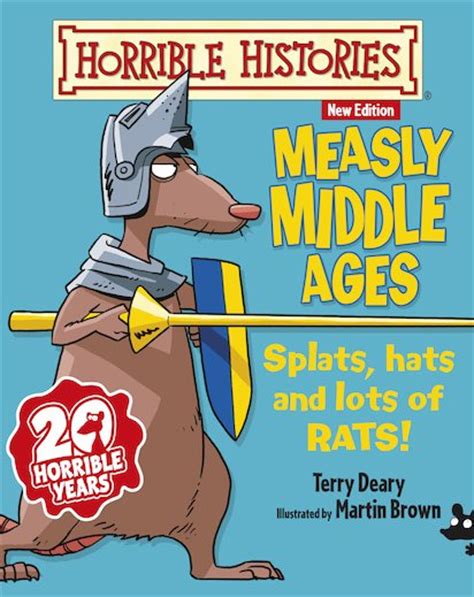 HORRIBLE HISTORIES
®
New Edition
MEASLY
MIDDLE
AGES
Splats, hats
and lots of
RATS!
20
HORRIBLE
YEARS
Terry Deary
Illustrated by Martin Brown